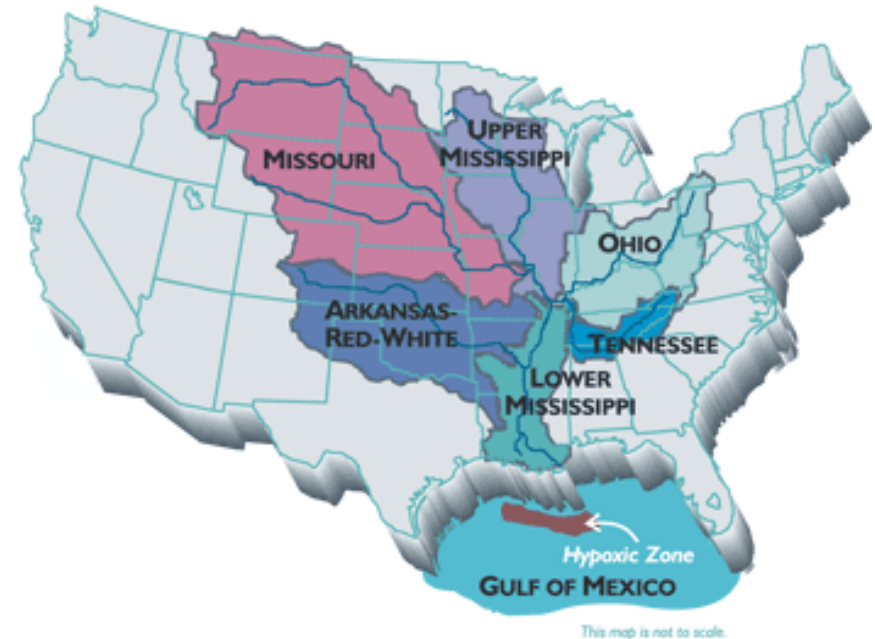 MISSOURI
UPPER
MISSISSIPPI
OHIO
ARKANSAS-
RED-WHITE
TENNESSEE
LOWER
MISSISSIPPI
Hypoxic Zone
GULF OF MEXICO
This map is not to scale.